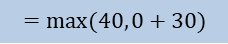 = max(40,0 + 30)